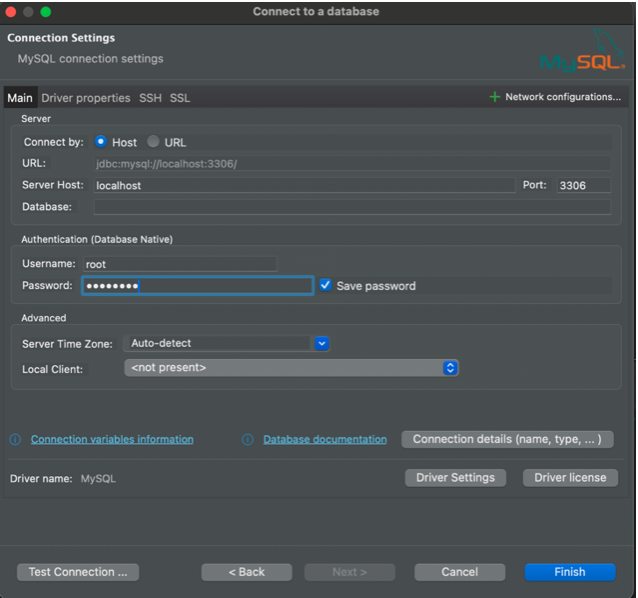 Connect to a database
Connection Settings
MySQL connection settings
MySQL
Main Driver properties SSH SSL + Network configurations...
Server
Connect by: Host URL
URL: jdbc:mysql://localhost:3306/
Server Host: localhost Port: 3306
Database:
Authentication (Database Native)
Username: root
Password: •••••••• Save password
Advanced
Server Time Zone: Auto-detect
Local Client: <not present>
Connection variables information Database documentation Connection details (name, type, ... )
Driver name: MySQL Driver Settings Driver license
Test Connection ... < Back Next > Cancel Finish